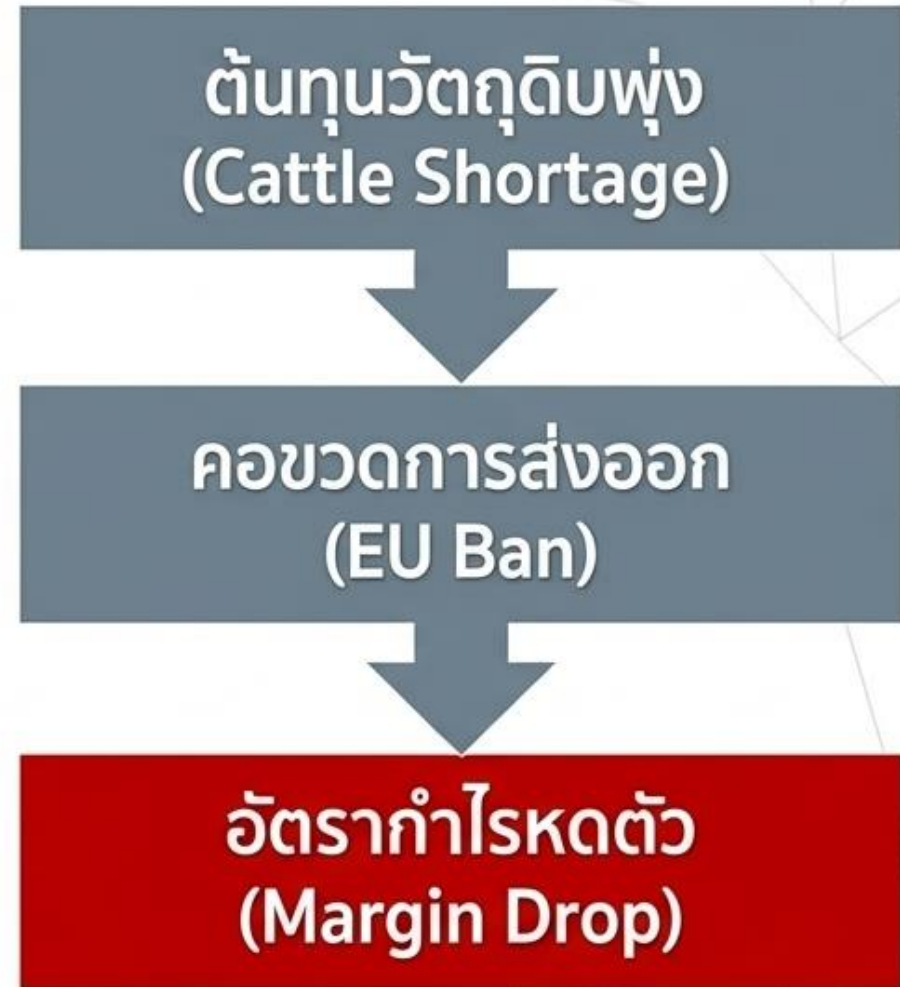 ต้นทุนวัตถุดิบพุ่ง
(Cattle Shortage)
คอขวดการส่งออก
(EU Ban)
อัตรากำไรหดตัว
(Margin Drop)